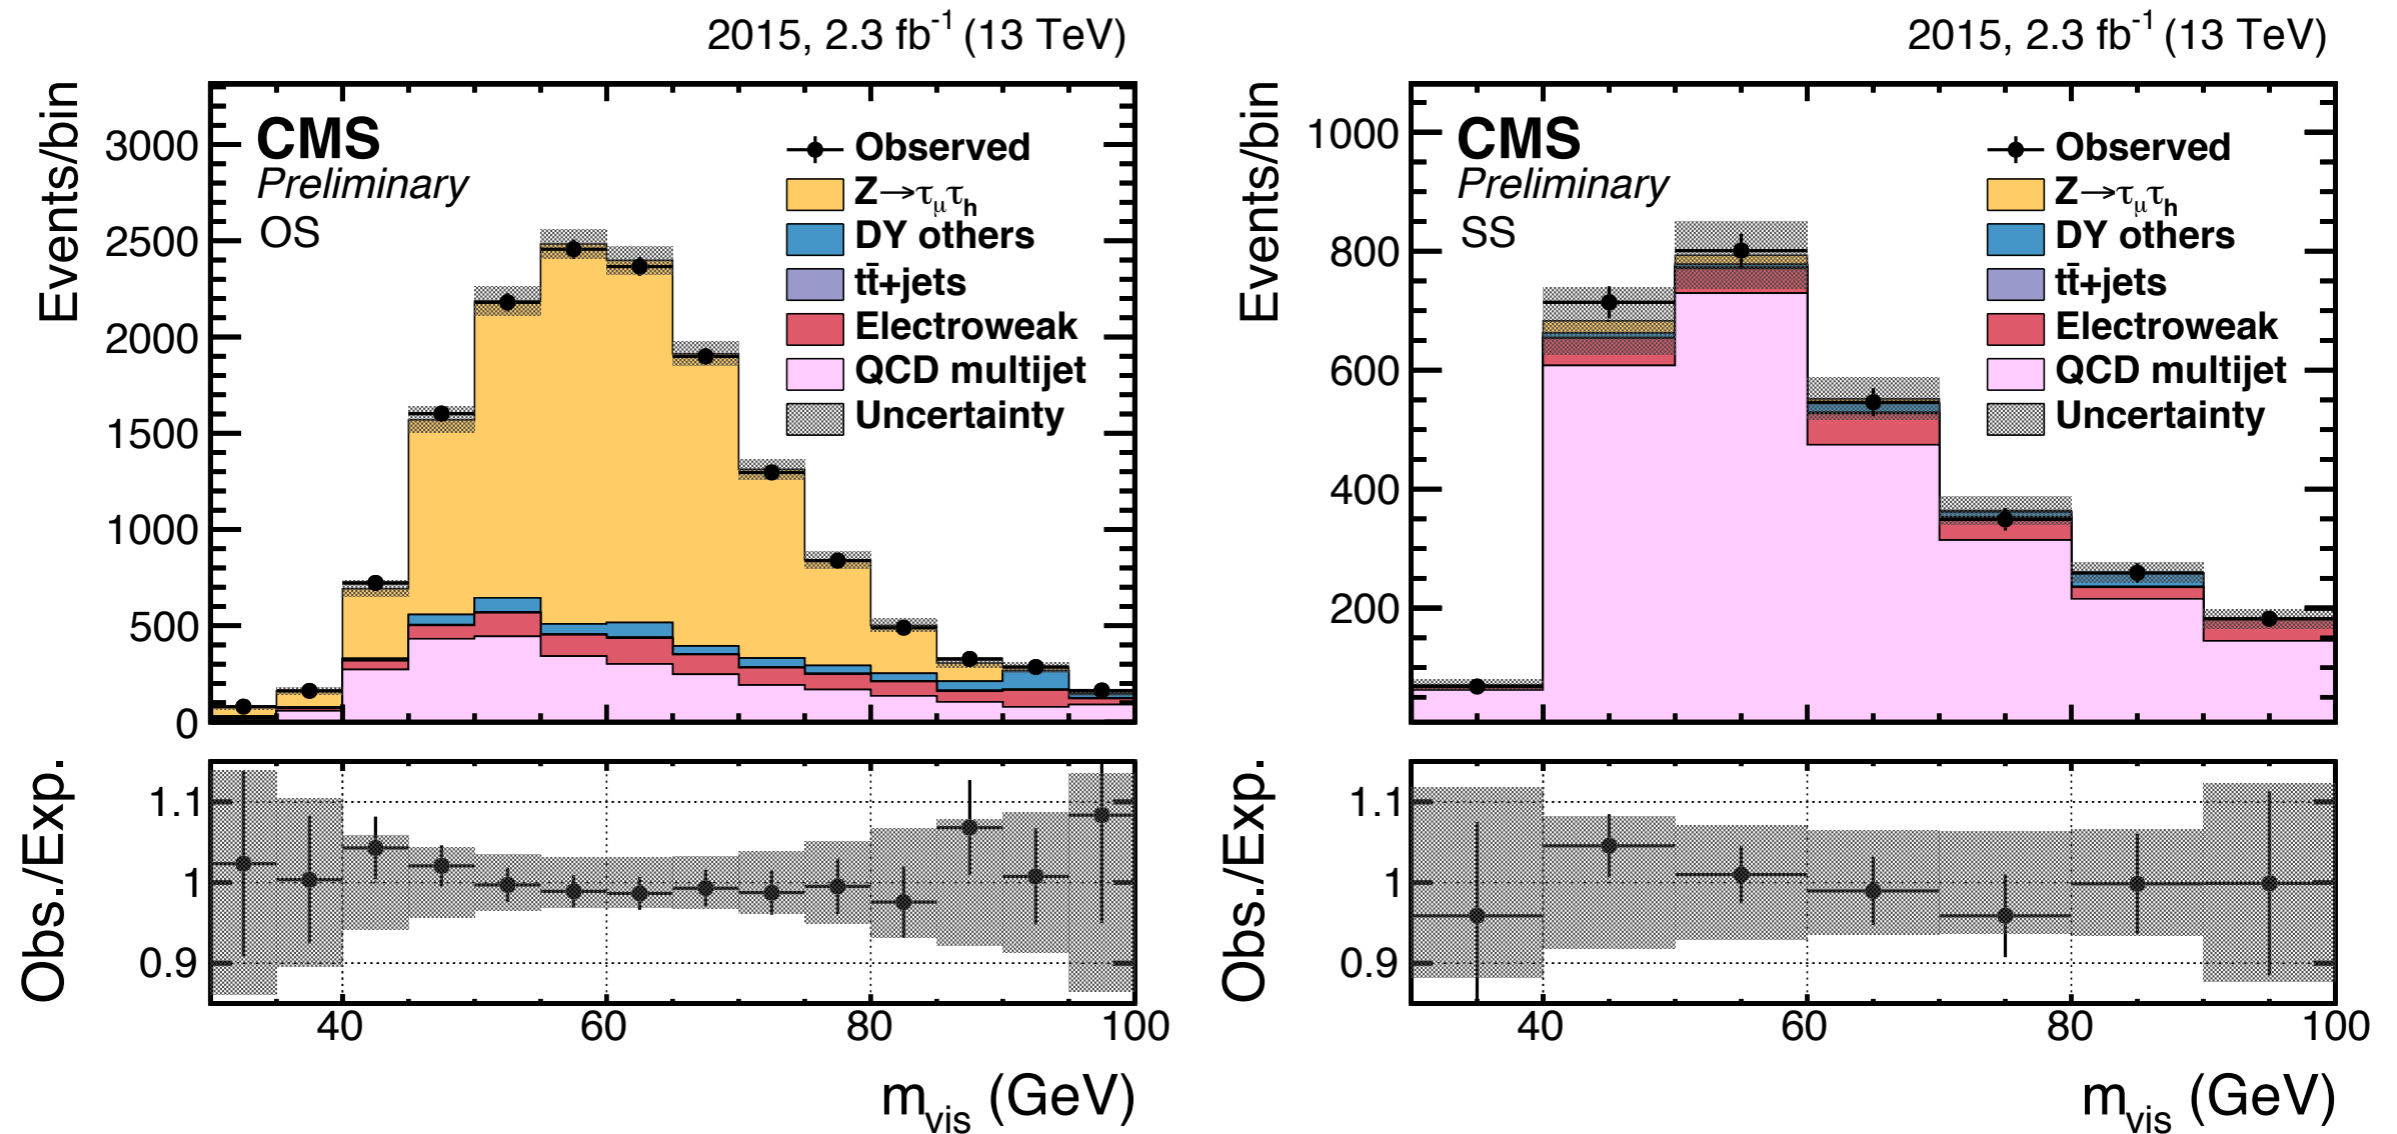 2015, 2.3 fb⁻¹ (13 TeV)
Events/bin
3000
2500
2000
1500
1000
500
0
CMS
Preliminary
OS
Observed
Z→τμτh
DY others
tt̄+jets
Electroweak
QCD multijet
Uncertainty
Obs./Exp.
1.1
1
0.9
40 60 80 100
mvis (GeV)
2015, 2.3 fb⁻¹ (13 TeV)
Events/bin
1000
800
600
400
200
CMS
Preliminary
SS
Observed
Z→τμτh
DY others
tt̄+jets
Electroweak
QCD multijet
Uncertainty
Obs./Exp.
1.1
1
0.9
40 60 80 100
mvis (GeV)